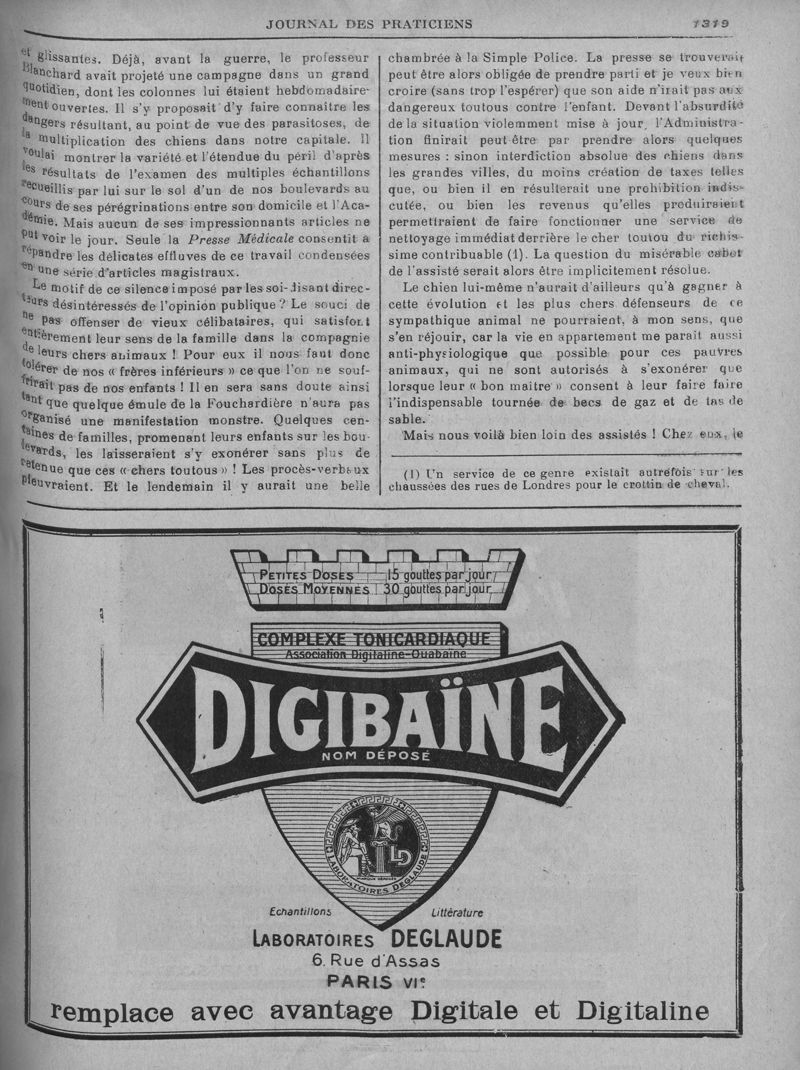 JOURNAL DES PRATICIENS
1319
et glissantes. Déjà, avant la guerre, le professeur
Blanchard avait projeté une campagne dans un grand
quotidien, dont les colonnes lui étaient hebdomadaire-
ment ouvertes. Il s'y proposait d'y faire connaître les
dangers résultant, au point de vue des parasitoses, de
la multiplication des chiens dans notre capitale. Il
voulai montrer la variété et l'étendue du péril d'après
les résultats de l'examen des multiples échantillons
recueillis par lui sur le sol d'un de nos boulevards au
cours de ses pérégrinations entre son domicile et l'Aca-
démie. Mais aucun de ses impressionnants articles ne
put voir le jour. Seule la Presse Médicale consentit à
répandre les délicates effluves de ce travail condensées
en une série d'articles magistraux.
Le motif de ce silence imposé par les soi-disant direc-
teurs désintéressés de l'opinion publique ? Le souci de
ne pas offenser de vieux célibataires, qui satisfont
entièrement leur sens de la famille dans la compagnie
de leurs chers animaux ! Pour eux il nous faut donc
tolérer de nos « frères inférieurs » ce que l'on ne souf-
frirait pas de nos enfants ! Il en sera sans doute ainsi
tant que quelque émule de la Fouchardière n'aura pas
organisé une manifestation monstre. Quelques cen-
taines de familles, promenant leurs enfants sur les bou-
levards, les laisseraient s'y exonérer sans plus de
retenue que ces « chers toutous » ! Les procès-verbaux
pleuvraient. Et le lendemain il y aurait une belle
chambrée à la Simple Police. La presse se trouverait
peut être alors obligée de prendre parti et je veux bien
croire (sans trop l'espérer) que son aide n'irait pas aux
dangereux toutous contre l'enfant. Devant l'absurdité
de la situation violemment mise à jour, l'Administra-
tion finirait peut être par prendre alors quelques
mesures : sinon interdiction absolue des chiens dans
les grandes villes, du moins création de taxes telles
que, ou bien il en résulterait une prohibition indis-
cutée, ou bien les revenus qu'elles produiraient
permettraient de faire fonctionner une service de
nettoyage immédiat derrière le cher toutou du richis-
sime contribuable (1). La question du misérable cabot
de l'assisté serait alors être implicitement résolue.
Le chien lui-même n'aurait d'ailleurs qu'à gagner à
cette évolution et les plus chers défenseurs de ce
sympathique animal ne pourraient, à mon sens, que
s'en réjouir, car la vie en appartement me parait aussi
anti-physiologique que possible pour ces pauvres
animaux, qui ne sont autorisés à s'exonérer que
lorsque leur « bon maitre » consent à leur faire faire
l'indispensable tournée de becs de gaz et de tas de
sable.
Mais nous voilà bien loin des assistés ! Chez eux, le
(1) Un service de ce genre existait autrefois sur les
chaussées des rues de Londres pour le crottin de cheval.
PETITES DOSES 15 gouttes par jour
DOSES MOYENNES 30 gouttes par jour
COMPLEXE TONICARDIAQUE
Association Digitaline-Ouabaïne
DIGIBAÏNE
NOM DÉPOSÉ
LD
LABORATOIRES DEGLAUDE
Echantillons Littérature
LABORATOIRES DEGLAUDE
6. Rue d'Assas
PARIS VIe
remplace avec avantage Digitale et Digitaline